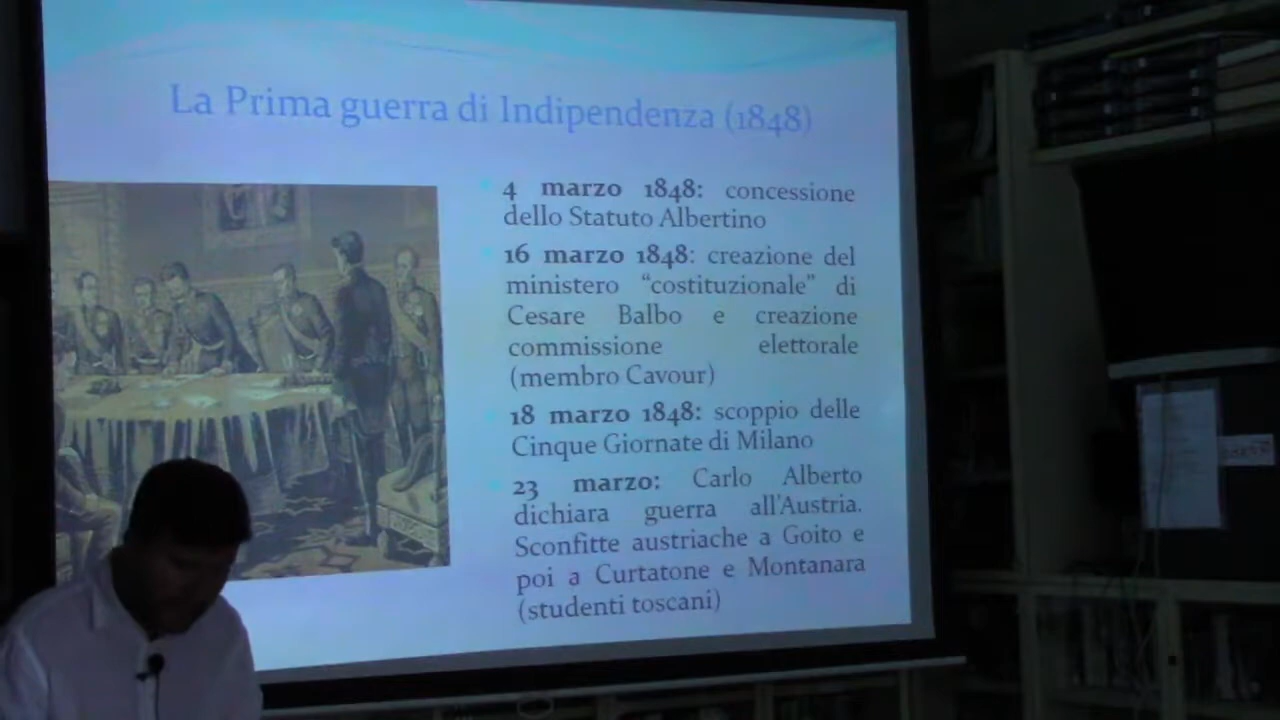 La Prima guerra di Indipendenza (1848)
4 marzo 1848: concessione
dello Statuto Albertino
16 marzo 1848: creazione del
ministero “costituzionale” di
Cesare Balbo e creazione
commissione elettorale
(membro Cavour)
18 marzo 1848: scoppio delle
Cinque Giornate di Milano
23 marzo: Carlo Alberto
dichiara guerra all'Austria.
Sconfitte austriache a Goito e
poi a Curtatone e Montanara
(studenti toscani)